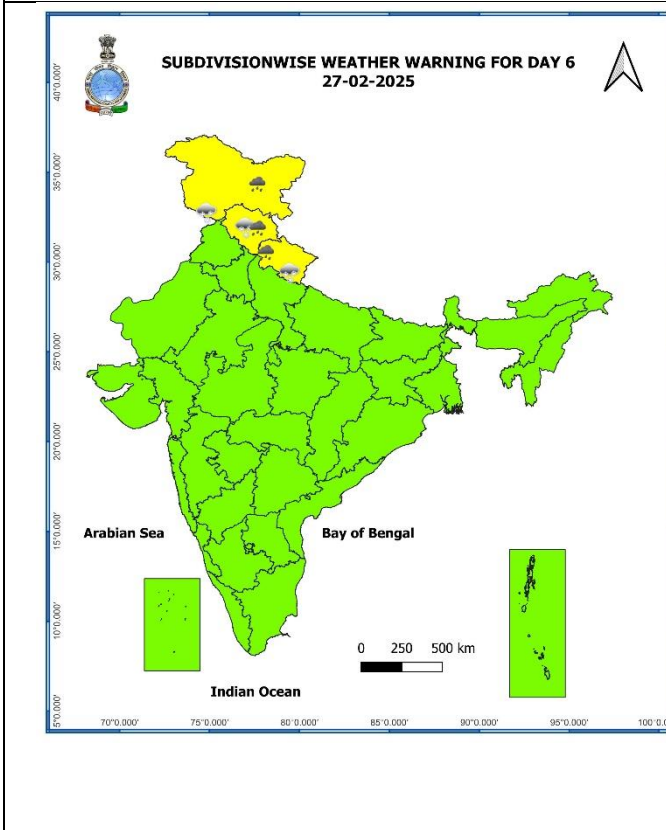 SUBDIVISIONWISE WEATHER WARNING FOR DAY 6
27-02-2025
40°0.000'
35°0.000'
30°0.000'
25°0.000'
20°0.000'
15°0.000'
10°0.000'
5°0.000'
Arabian Sea
Bay of Bengal
0 250 500 km
Indian Ocean
70°0.000' 75°0.000' 80°0.000' 85°0.000' 90°0.000' 95°0.000' 100°0.0